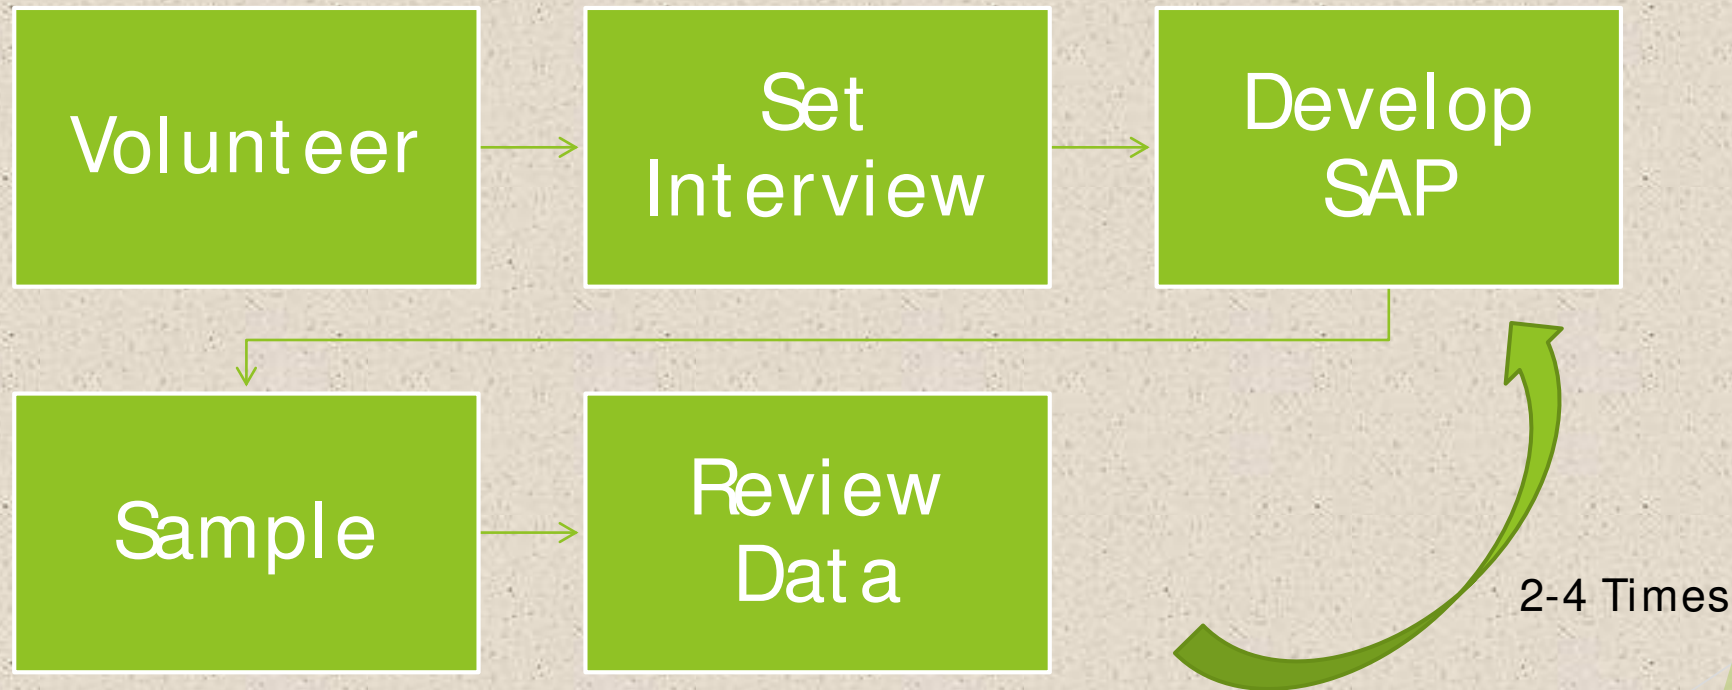 Volunteer
Set
Interview
Develop
SAP
Sample
Review
Data
2-4 Times